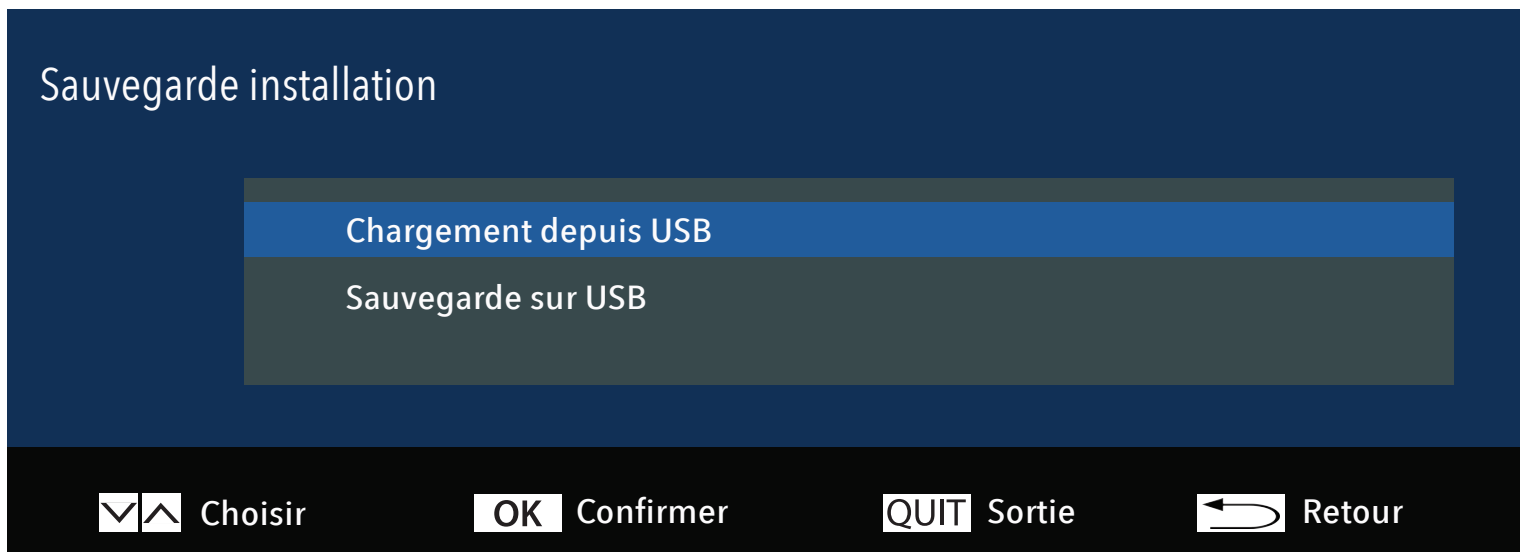 Sauvegarde installation
Chargement depuis USB
Sauvegarde sur USB
Choisir OK Confirmer QUIT Sortie Retour